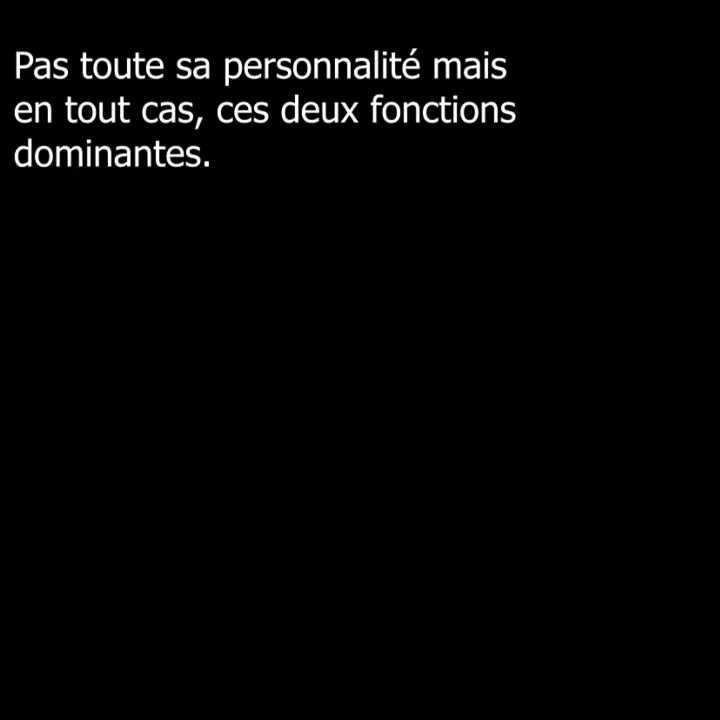 Pas toute sa personnalité mais
en tout cas, ces deux fonctions
dominantes.